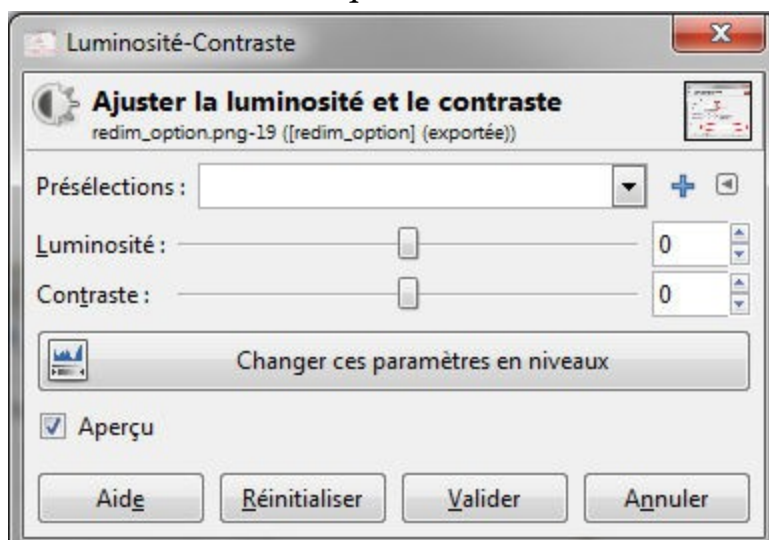 Luminosité-Contraste
Ajuster la luminosité et le contraste
redim_option.png-19 ([redim_option] (exportée))
Présélections :
Luminosité : 0
Contraste : 0
Changer ces paramètres en niveaux
Aperçu
Aide Réinitialiser Valider Annuler